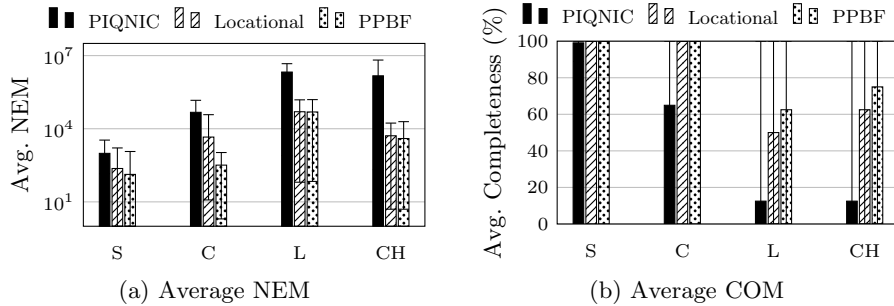 PIQNIC Locational PPBF
Avg. NEM
10^7
10^4
10^1
S C L CH
(a) Average NEM
PIQNIC Locational PPBF
Avg. Completeness (%)
100
80
60
40
20
0
S C L CH
(b) Average COM